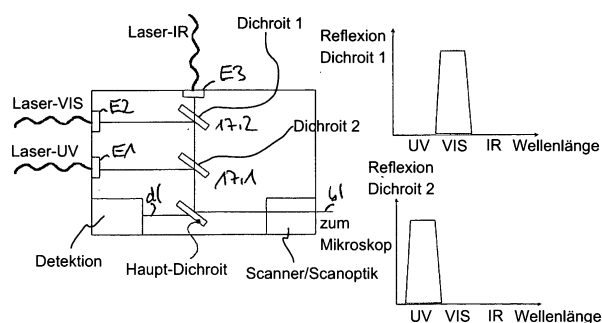 Laser-IR
Dichroit 1
E3
Laser-VIS
E2
17.2
Dichroit 2
Laser-UV
E1
17.1
dl
bl
zum
Mikroskop
Detektion
Haupt-Dichroit
Scanner/Scanoptik
Reflexion
Dichroit 1
UV VIS IR Wellenlänge
Reflexion
Dichroit 2
UV VIS IR Wellenlänge